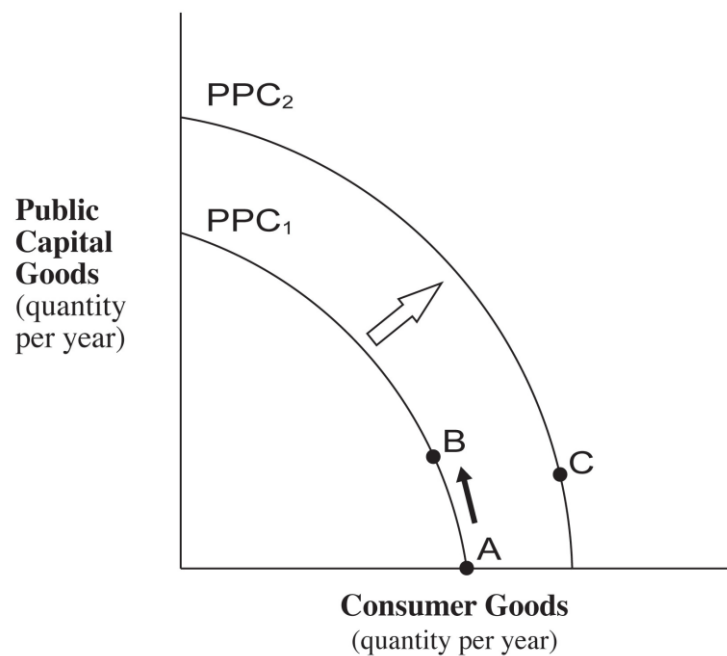 PPC₂
PPC₁
Public
Capital
Goods
(quantity
per year)
B
C
A
Consumer Goods
(quantity per year)